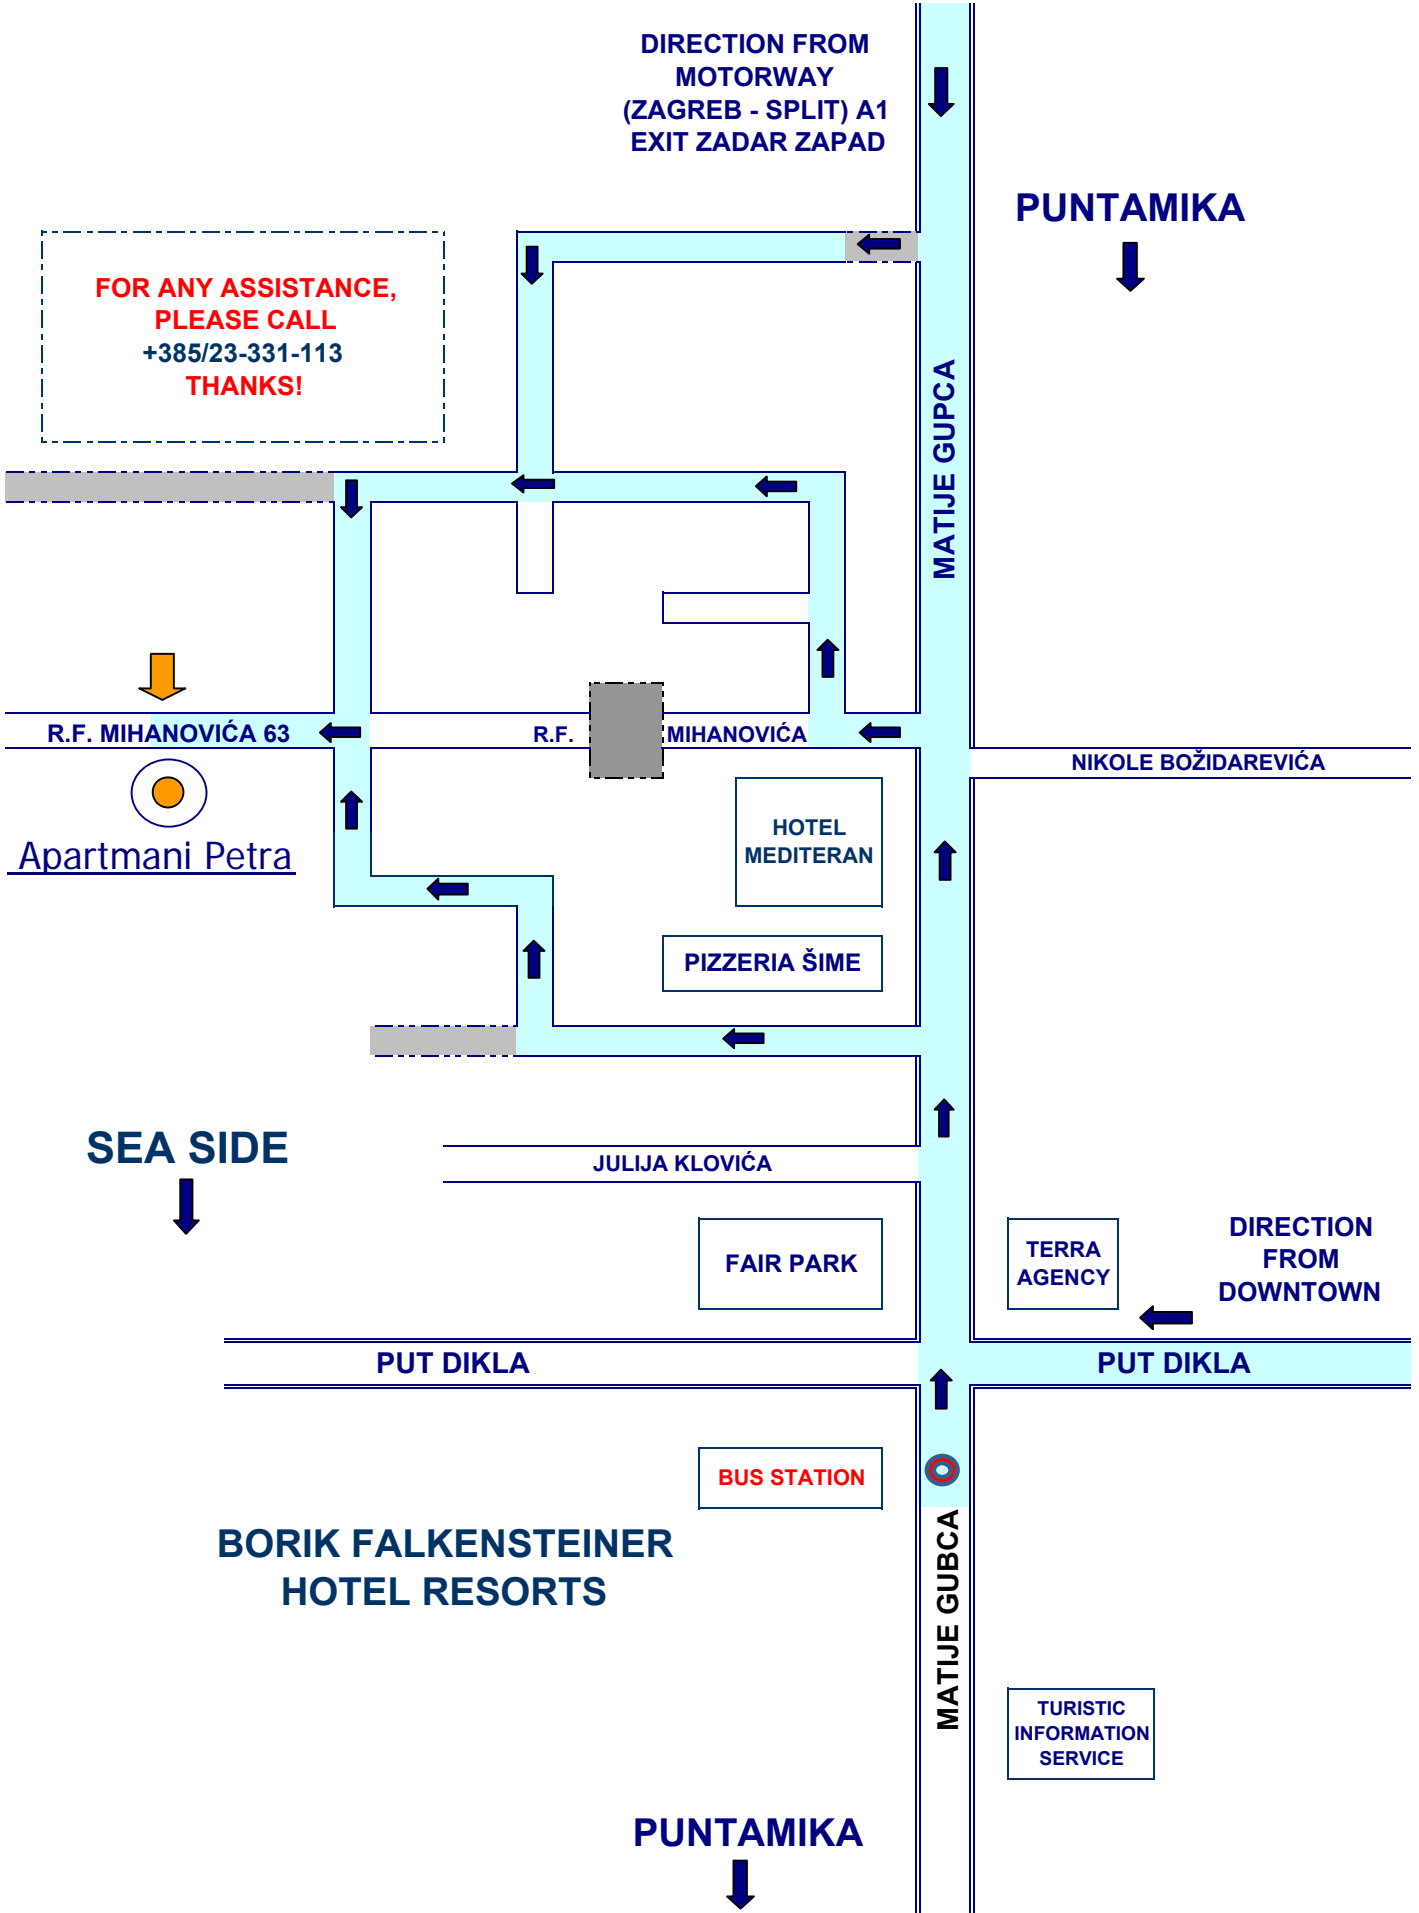 DIRECTION FROM
MOTORWAY
(ZAGREB - SPLIT) A1
EXIT ZADAR ZAPAD
PUNTAMIKA
FOR ANY ASSISTANCE,
PLEASE CALL
+385/23-331-113
THANKS!
MATIJE GUPCA
R.F. MIHANOVIĆA 63
R.F.
MIHANOVIĆA
NIKOLE BOŽIDAREVIĆA
HOTEL
MEDITERAN
Apartmani Petra
PIZZERIA ŠIME
SEA SIDE
JULIJA KLOVIĆA
FAIR PARK
TERRA
AGENCY
DIRECTION
FROM
DOWNTOWN
PUT DIKLA
PUT DIKLA
BUS STATION
BORIK FALKENSTEINER
HOTEL RESORTS
MATIJE GUBCA
TURISTIC
INFORMATION
SERVICE
PUNTAMIKA